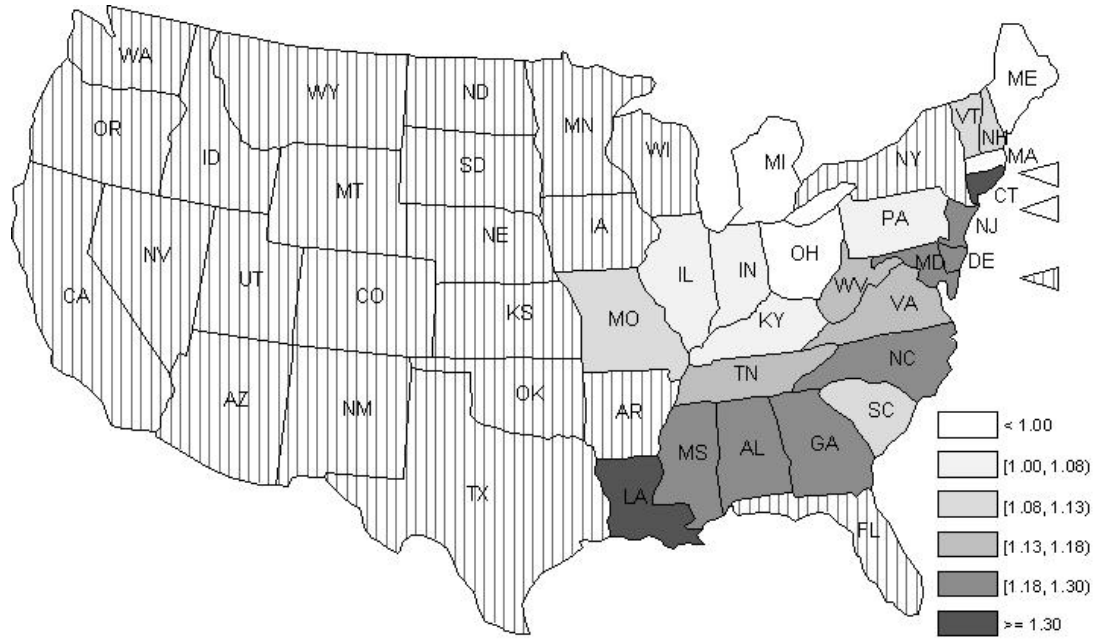 WA
WY
ND
MN
OR
ID
SD
WI
MI
NY
VT
NH
ME
MA
MT
NE
IA
CT
NV
UT
CO
KS
MO
IL
IN
OH
PA
NJ
MD
DE
WV
VA
CA
KY
AZ
NM
OK
AR
TN
NC
SC
TX
LA
MS
AL
GA
FL
< 1.00
[1.00, 1.08)
[1.08, 1.13)
[1.13, 1.18)
[1.18, 1.30)
>= 1.30